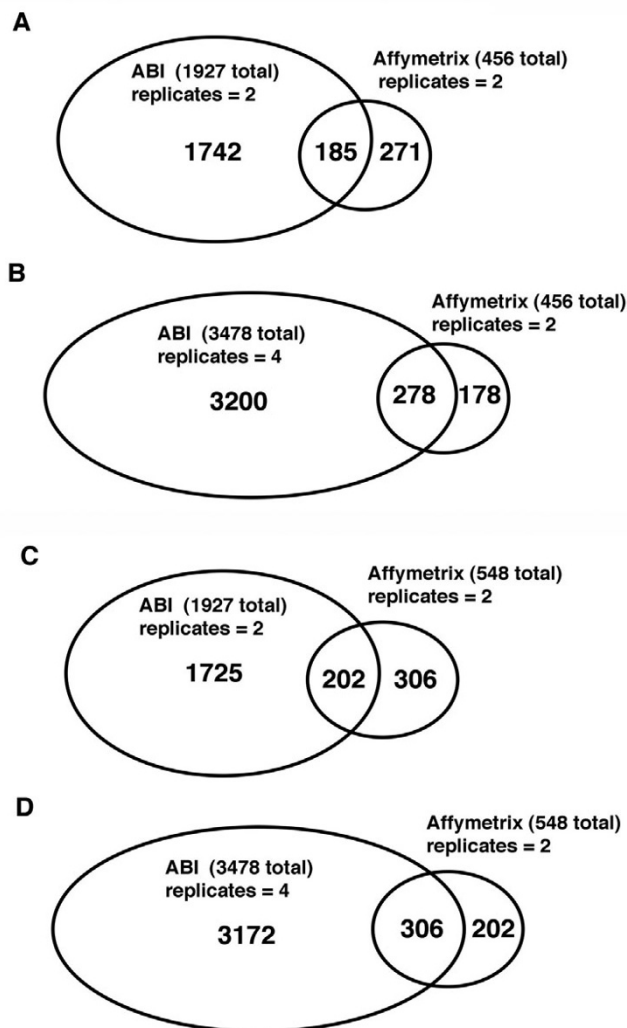 A
ABI (1927 total)
replicates = 2
Affymetrix (456 total)
replicates = 2
1742
185
271
B
ABI (3478 total)
replicates = 4
Affymetrix (456 total)
replicates = 2
3200
278
178
C
ABI (1927 total)
replicates = 2
Affymetrix (548 total)
replicates = 2
1725
202
306
D
ABI (3478 total)
replicates = 4
Affymetrix (548 total)
replicates = 2
3172
306
202